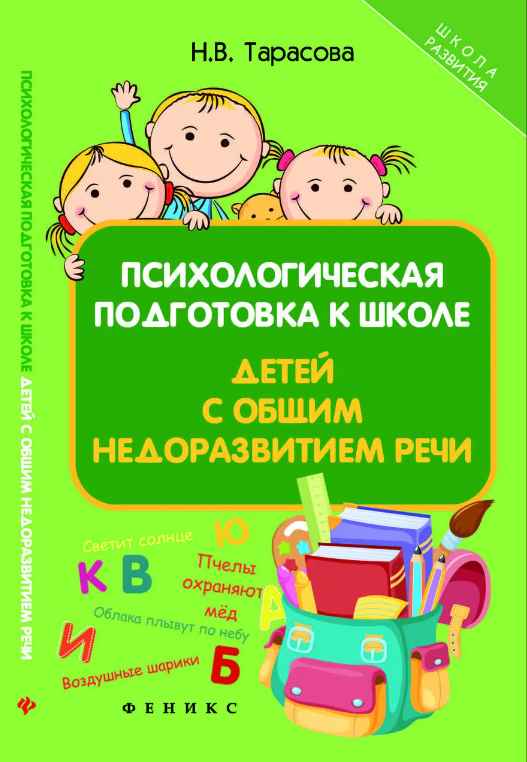 Н.В. Тарасова
ШКОЛА
РАЗВИТИЯ
ПСИХОЛОГИЧЕСКАЯ ПОДГОТОВКА К ШКОЛЕ ДЕТЕЙ С ОБЩИМ НЕДОРАЗВИТИЕМ РЕЧИ
ПСИХОЛОГИЧЕСКАЯ
ПОДГОТОВКА К ШКОЛЕ
ДЕТЕЙ
С ОБЩИМ
НЕДОРАЗВИТИЕМ РЕЧИ
Светит солнце
Ю
К В
Пчелы
охраняют
мёд
А
Облака плывут по небу
И
Воздушные шарики
Б
ФЕНИКС